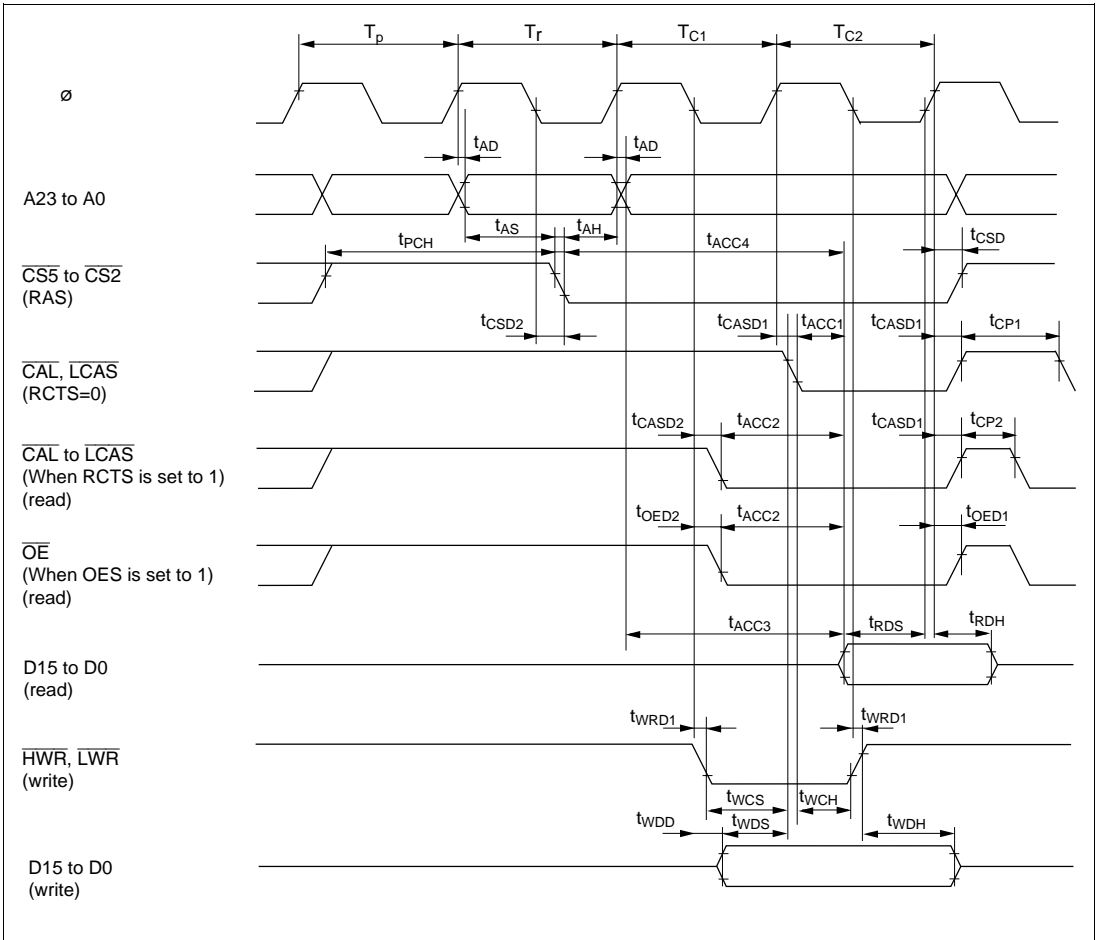 Tp Tr TC1 TC2
ø
tAD tAD
A23 to A0
tAS tAH
tPCH tACC4 tCSD
CS5 to CS2
(RAS)
tCSD2 tCASD1 tACC1 tCASD1 tCP1
CAL, LCAS
(RCTS=0)
tCASD2 tACC2 tCASD1 tCP2
CAL to LCAS
(When RCTS is set to 1)
(read)
tOED2 tACC2 tOED1
OE
(When OES is set to 1)
(read)
tACC3 tRDS tRDH
D15 to D0
(read)
tWRD1 tWRD1
HWR, LWR
(write)
tWCS tWCH
tWDD tWDS tWDH
D15 to D0
(write)